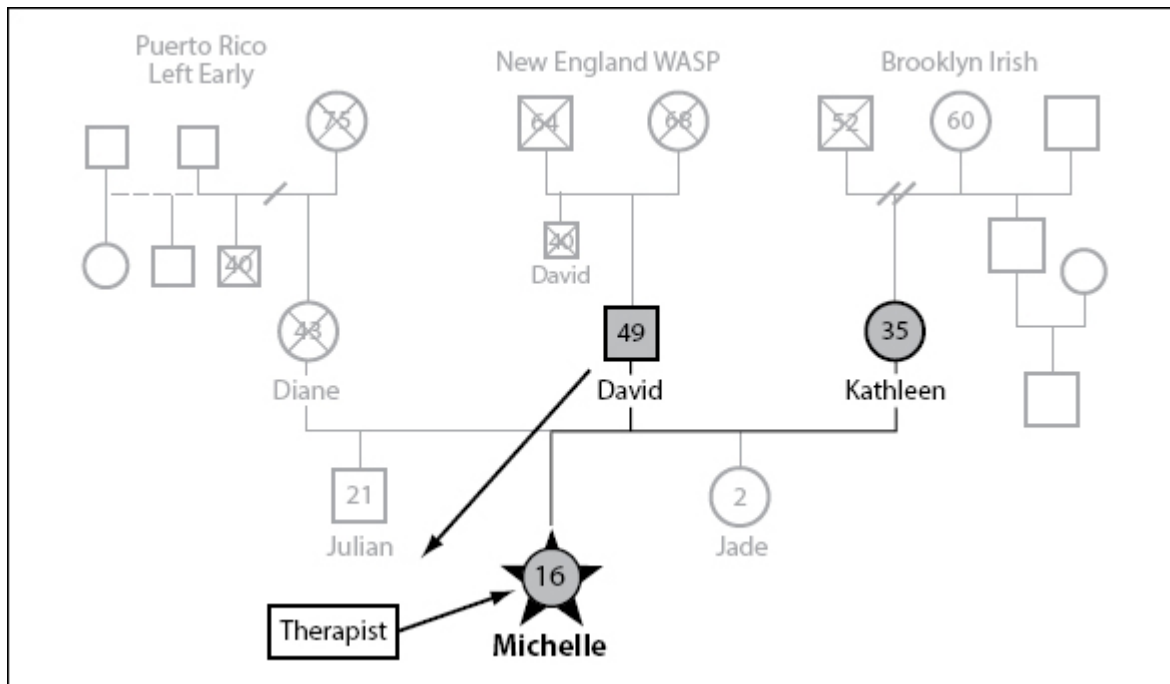 Puerto Rico
Left Early
New England WASP
Brooklyn Irish
75
64
68
52
60
40
40
David
43
49
35
Diane
David
Kathleen
21
2
Julian
Jade
16
Therapist
Michelle